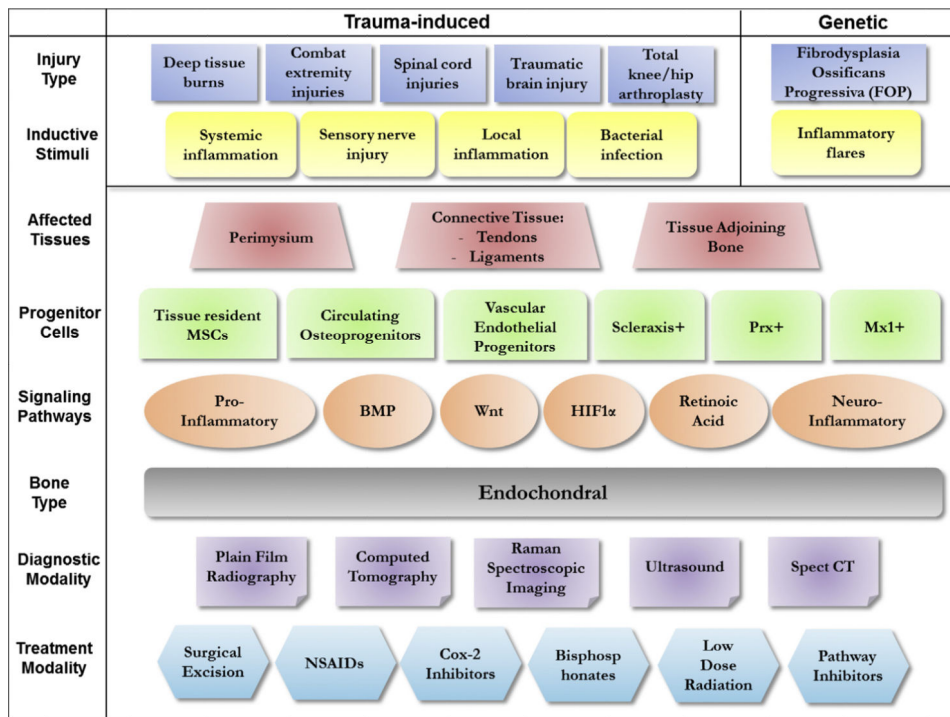 Trauma-induced
Genetic
Injury
Type
Deep tissue
burns
Combat
extremity
injuries
Spinal cord
injuries
Traumatic
brain injury
Total
knee/hip
arthroplasty
Fibrodysplasia
Ossificans
Progressiva (FOP)
Inductive
Stimuli
Systemic
inflammation
Sensory nerve
injury
Local
inflammation
Bacterial
infection
Inflammatory
flares
Affected
Tissues
Perimysium
Connective Tissue:
- Tendons
- Ligaments
Tissue Adjoining
Bone
Progenitor
Cells
Tissue resident
MSCs
Circulating
Osteoprogenitors
Vascular
Endothelial
Progenitors
Scleraxis+
Prx+
Mx1+
Signaling
Pathways
Pro-
Inflammatory
BMP
Wnt
HIF1α
Retinoic
Acid
Neuro-
Inflammatory
Bone
Type
Endochondral
Diagnostic
Modality
Plain Film
Radiography
Computed
Tomography
Raman
Spectroscopic
Imaging
Ultrasound
Spect CT
Treatment
Modality
Surgical
Excision
NSAIDs
Cox-2
Inhibitors
Bisphosp
honates
Low
Dose
Radiation
Pathway
Inhibitors